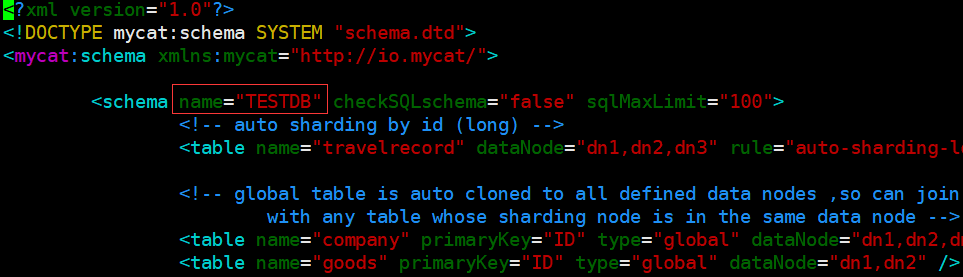 <?xml version="1.0"?>
<!DOCTYPE mycat:schema SYSTEM "schema.dtd">
<mycat:schema xmlns:mycat="http://io.mycat/">
<schema name="TESTDB" checkSQLschema="false" sqlMaxLimit="100">
<!-- auto sharding by id (long) -->
<table name="travelrecord" dataNode="dn1,dn2,dn3" rule="auto-sharding-l
<!-- global table is auto cloned to all defined data nodes ,so can join
with any table whose sharding node is in the same data node -->
<table name="company" primaryKey="ID" type="global" dataNode="dn1,dn2,d
<table name="goods" primaryKey="ID" type="global" dataNode="dn1,dn2" />